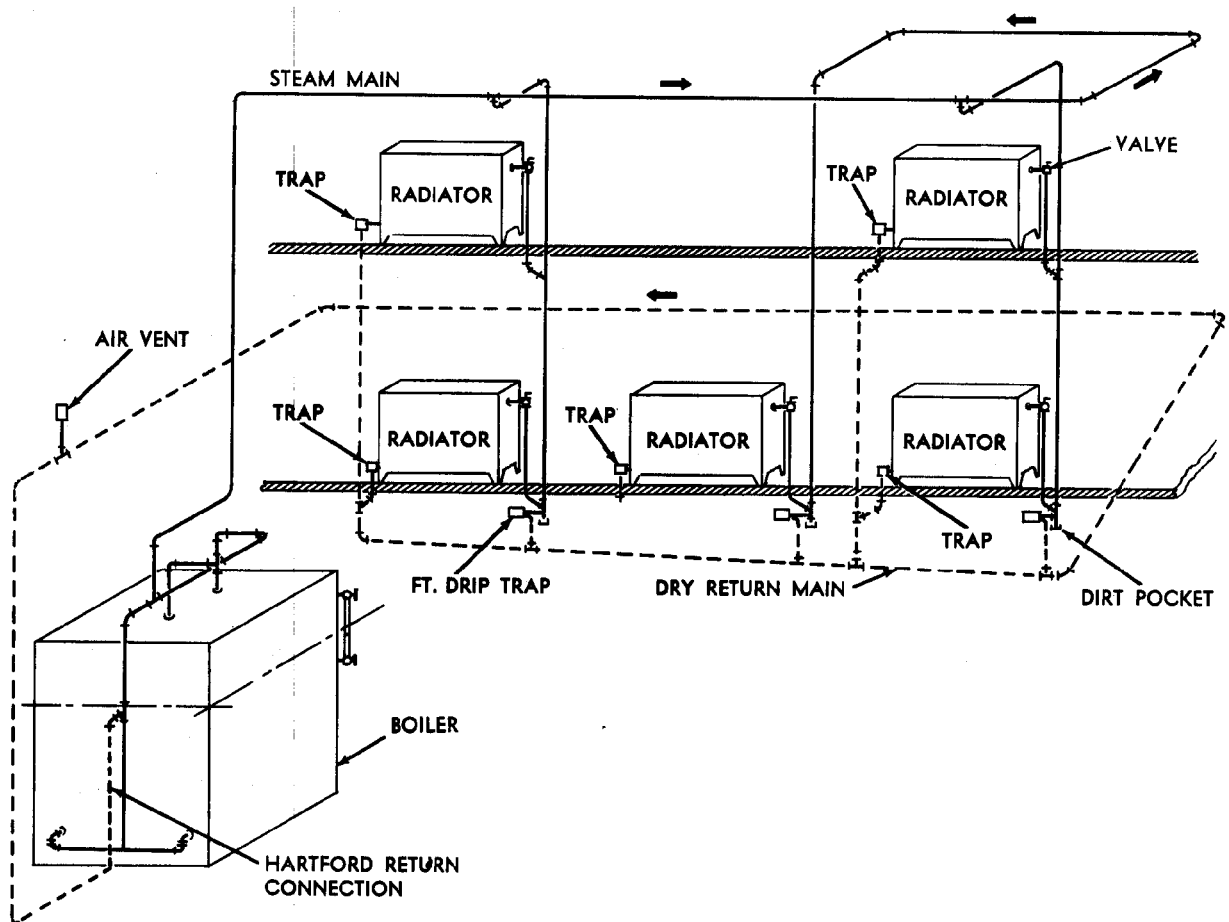 STEAM MAIN
VALVE
TRAP
RADIATOR
TRAP
RADIATOR
AIR VENT
TRAP
RADIATOR
TRAP
RADIATOR
RADIATOR
TRAP
FT. DRIP TRAP
DRY RETURN MAIN
DIRT POCKET
BOILER
HARTFORD RETURN
CONNECTION